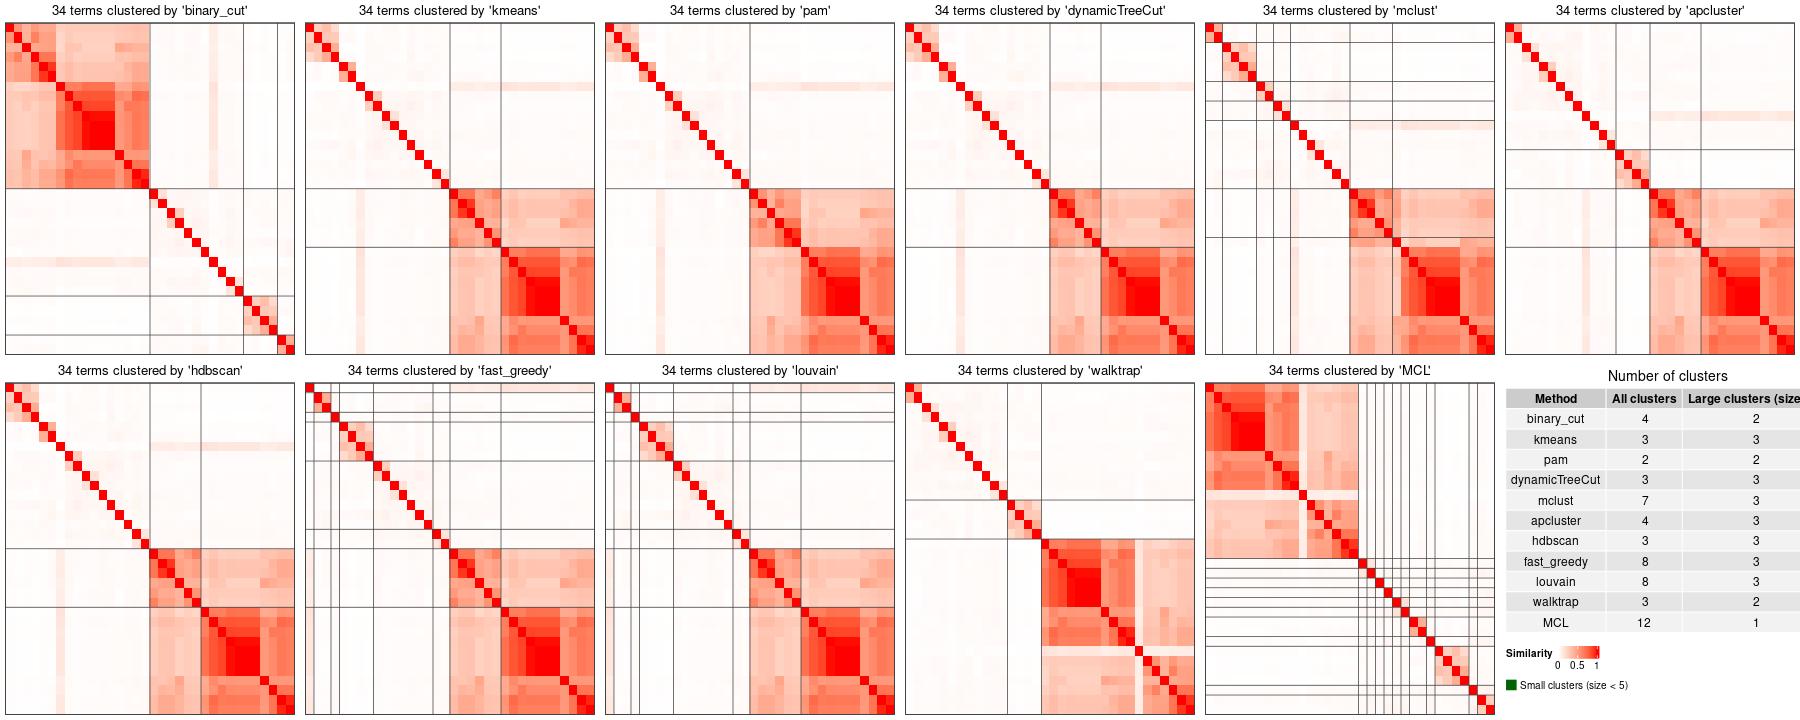 34 terms clustered by 'binary_cut'
34 terms clustered by 'kmeans'
34 terms clustered by 'pam'
34 terms clustered by 'dynamicTreeCut'
34 terms clustered by 'mclust'
34 terms clustered by 'apcluster'
34 terms clustered by 'hdbscan'
34 terms clustered by 'fast_greedy'
34 terms clustered by 'louvain'
34 terms clustered by 'walktrap'
34 terms clustered by 'MCL'
Number of clusters
Method All clusters Large clusters (size
binary_cut 4 2
kmeans 3 3
pam 2 2
dynamicTreeCut 3 3
mclust 7 3
apcluster 4 3
hdbscan 3 3
fast_greedy 8 3
louvain 8 3
walktrap 3 2
MCL 12 1
Similarity
0 0.5 1
Small clusters (size < 5)